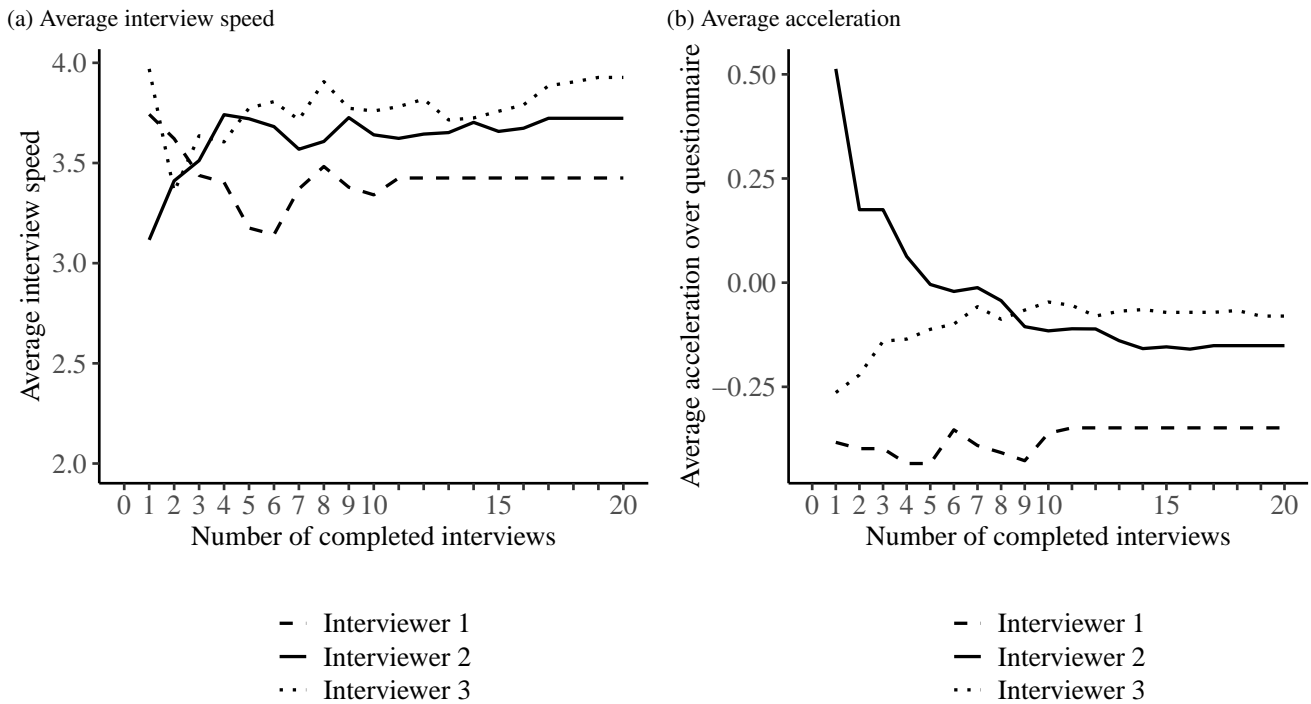 (a) Average interview speed
Average interview speed
4.0
3.5
3.0
2.5
2.0
0 1 2 3 4 5 6 7 8 9 10 15 20
Number of completed interviews
Interviewer 1
Interviewer 2
Interviewer 3
(b) Average acceleration
Average acceleration over questionnaire
0.50
0.25
0.00
−0.25
0 1 2 3 4 5 6 7 8 9 10 15 20
Number of completed interviews
Interviewer 1
Interviewer 2
Interviewer 3